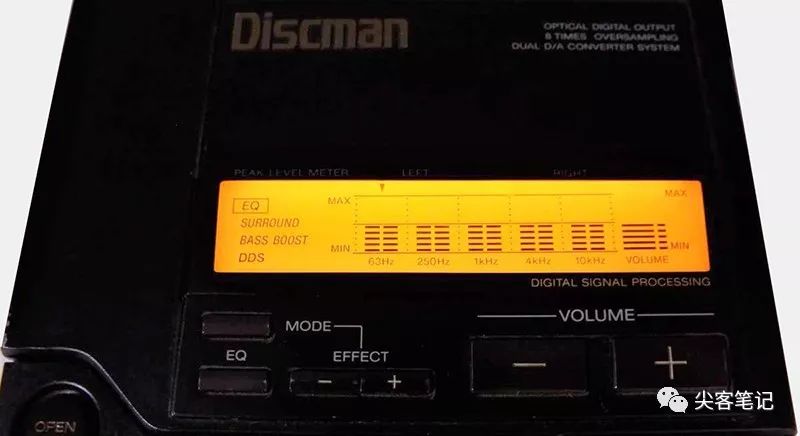 Discman
OPTICAL DIGITAL OUTPUT
8 TIMES OVERSAMPLING
DUAL D/A CONVERTER SYSTEM
PEAK LEVEL METER LEFT RIGHT
MAX MAX
EQ
SURROUND
BASS BOOST
MIN MIN
DDS
63Hz 250Hz 1kHz 4kHz 10kHz VOLUME
DIGITAL SIGNAL PROCESSING
MODE
VOLUME
EQ EFFECT
- + - +
OPEN
尖客笔记